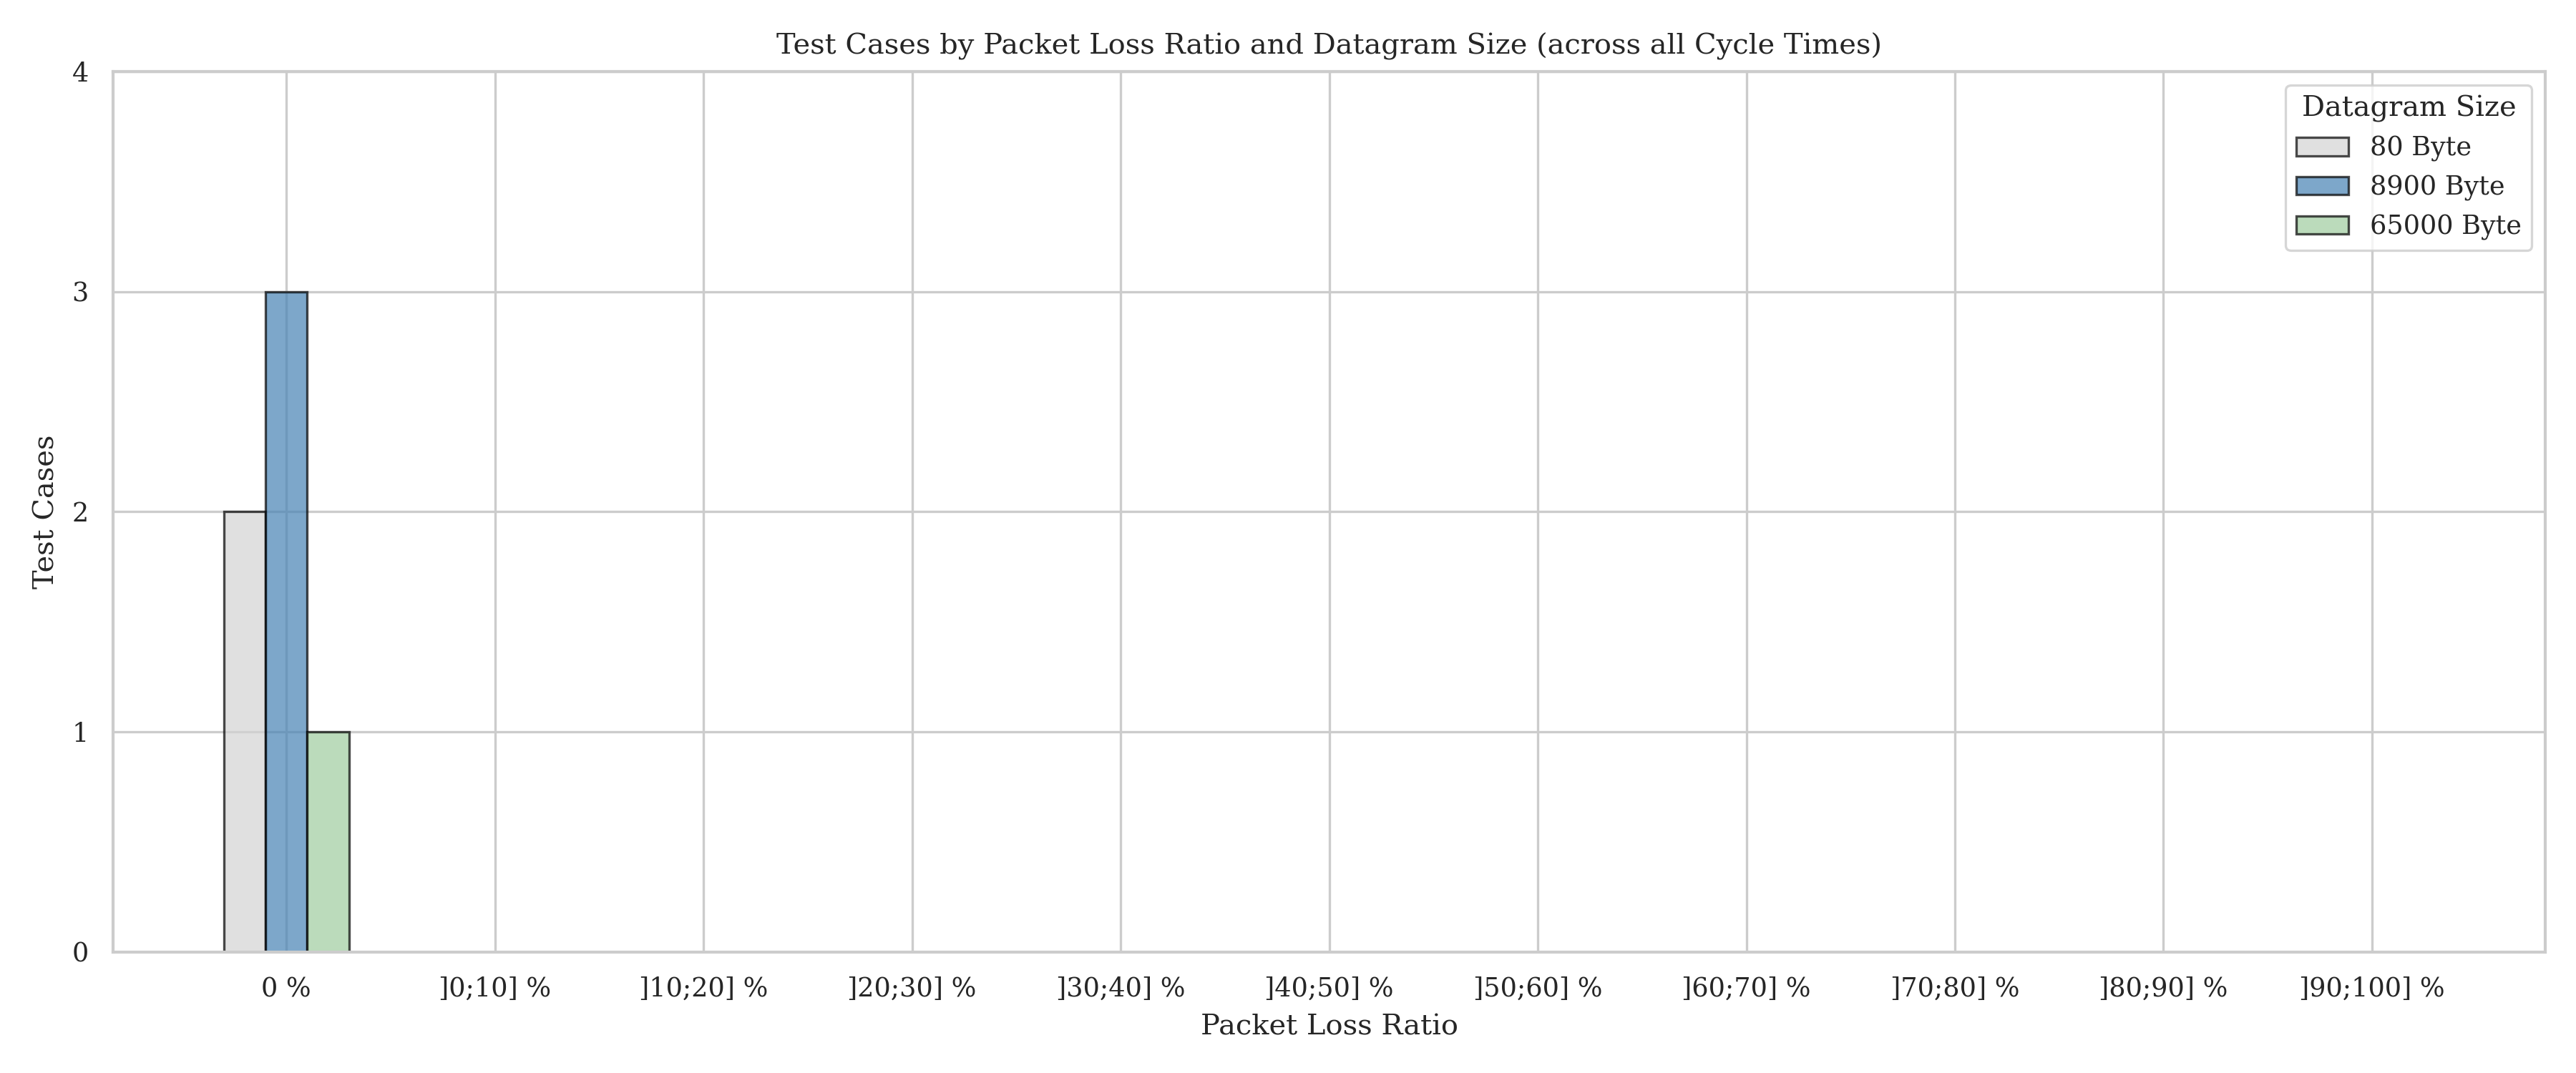 Test Cases by Packet Loss Ratio and Datagram Size (across all Cycle Times)
4
3
2
1
0
Test Cases
Datagram Size
80 Byte
8900 Byte
65000 Byte
0 % ]0;10] % ]10;20] % ]20;30] % ]30;40] % ]40;50] % ]50;60] % ]60;70] % ]70;80] % ]80;90] % ]90;100] %
Packet Loss Ratio